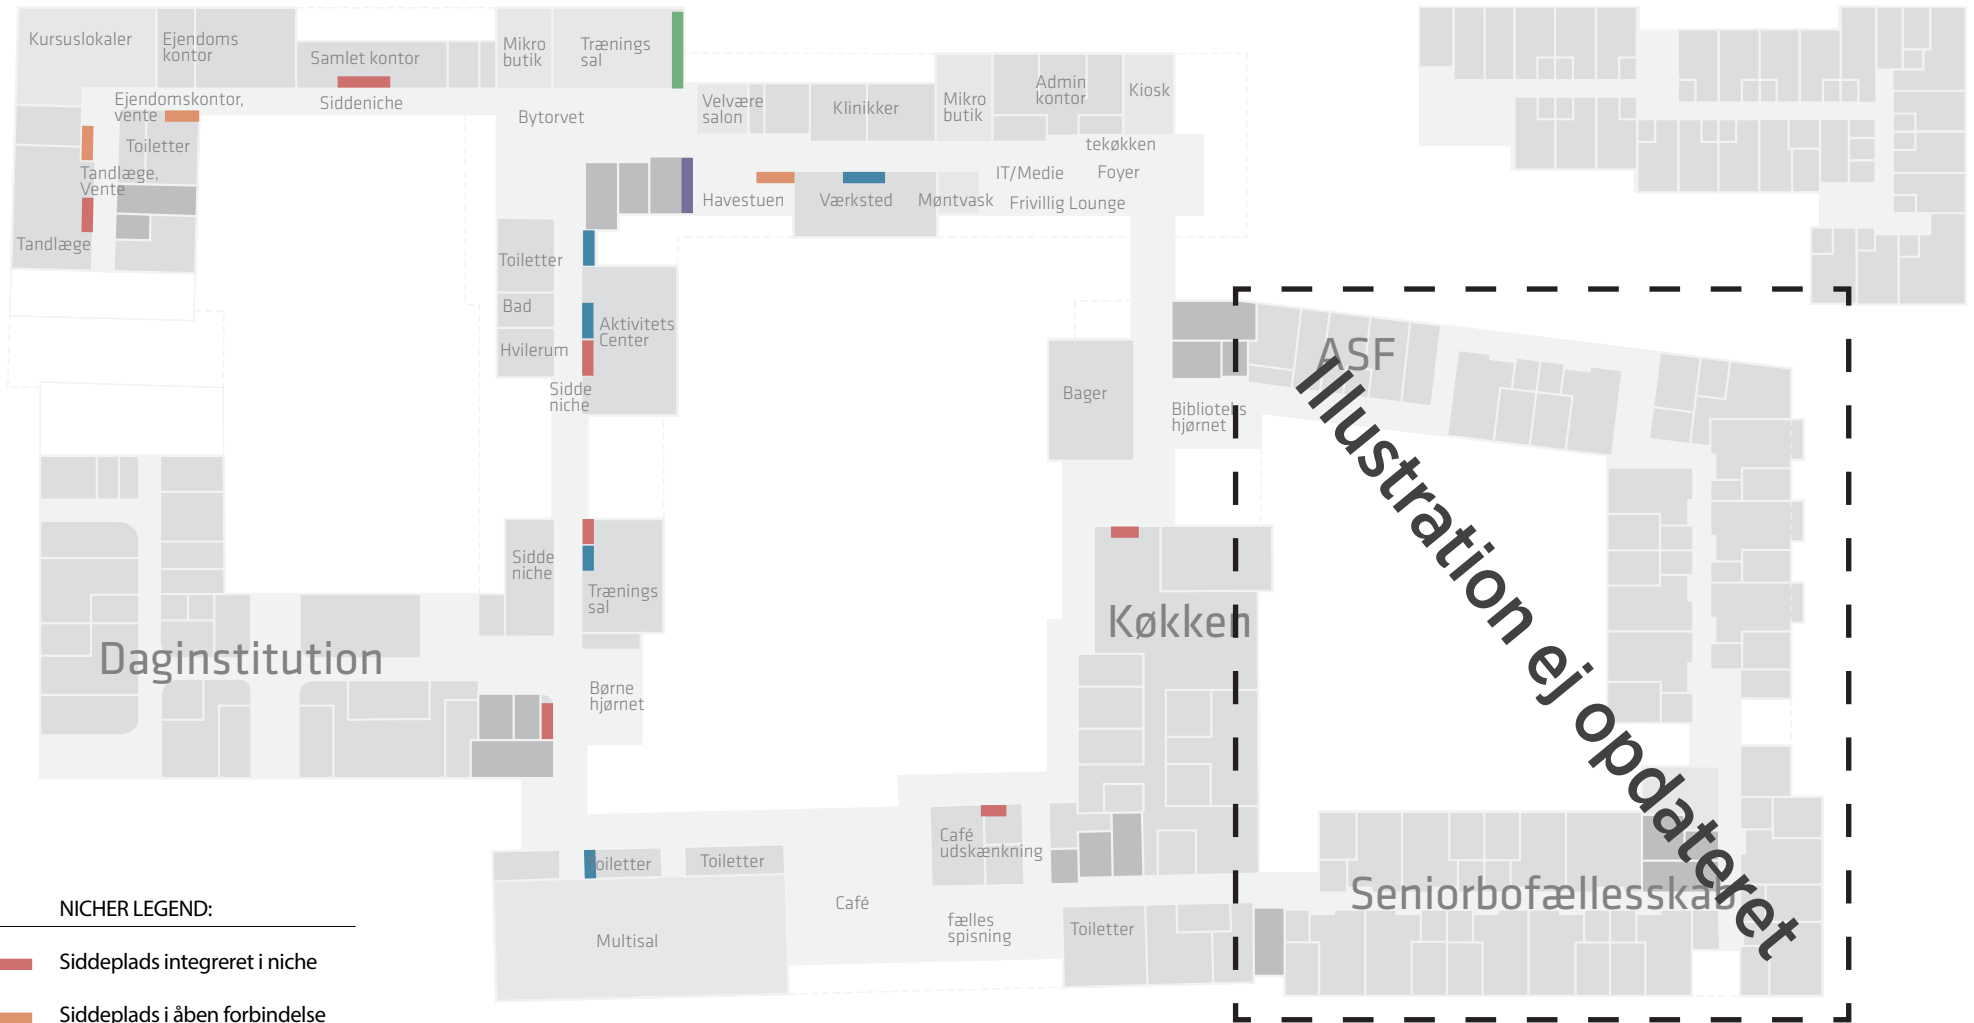 Kursuslokaler
Ejendoms
kontor
Samlet kontor
Mikro
butik
Trænings
sal
Ejendomskontor,
vente
Siddeniche
Bytorvet
Velvære
salon
Klinikker
Mikro
butik
Admin
kontor
Kiosk
Toiletter
Tandlæge,
Vente
Tandlæge
tekøkken
IT/Medie
Foyer
Havestuen
Værksted
Møntvask
Frivillig Lounge
Toiletter
Bad
Hvilerum
Aktivitets
Center
Sidde
niche
Bager
Biblioteks
hjørnet
ASF
Illustration ej opdateret
Sidde
niche
Trænings
sal
Køkken
Daginstitution
Børne
hjørnet
Café
udskænkning
Toiletter
Toiletter
Café
fælles
spisning
Toiletter
Multisal
Seniorbofællesskab
NICHER LEGEND:
Siddeplads integreret i niche
Siddeplads i åben forbindelse